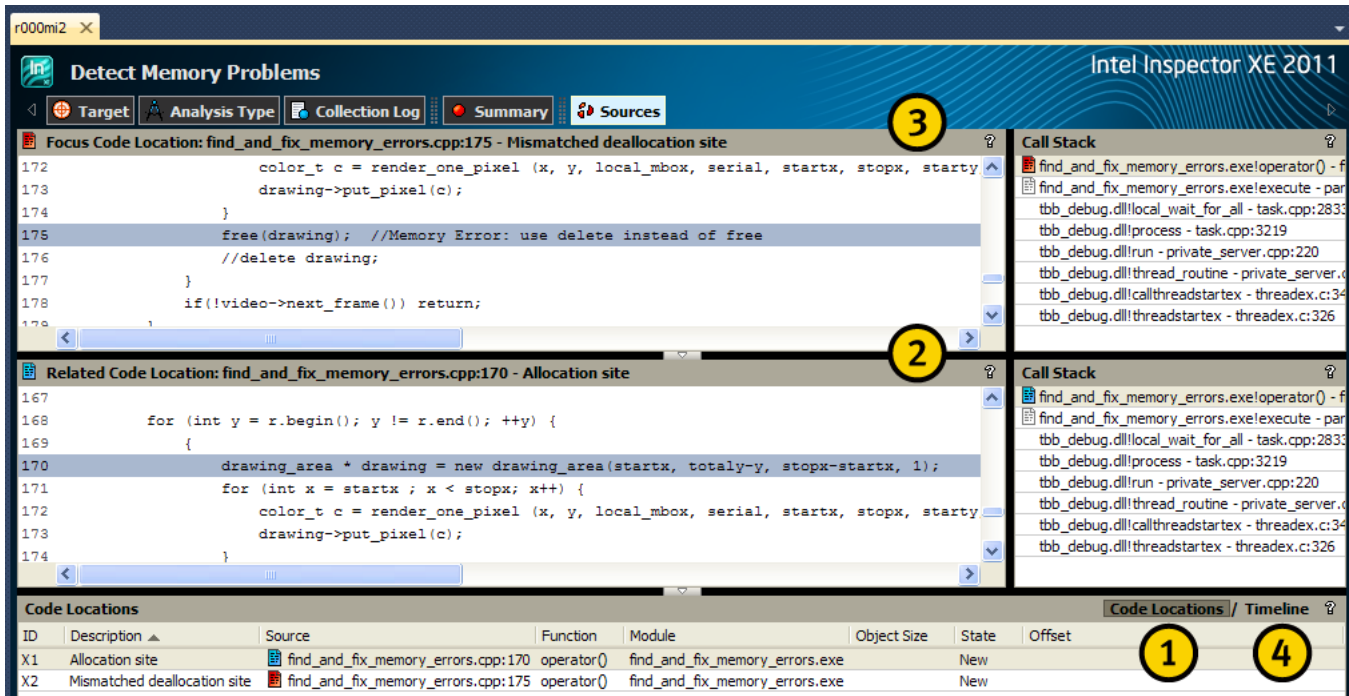 r000mi2
Detect Memory Problems
Intel Inspector XE 2011
Target Analysis Type Collection Log Summary Sources
3
Focus Code Location: find_and_fix_memory_errors.cpp:175 - Mismatched deallocation site ?
172 color_t c = render_one_pixel (x, y, local_mbox, serial, startx, stopx, starty
173 drawing->put_pixel(c);
174 }
175 free(drawing); //Memory Error: use delete instead of free
176 //delete drawing;
177 }
178 if(!video->next_frame()) return;
179 }
Call Stack ?
find_and_fix_memory_errors.exe!operator() - f
find_and_fix_memory_errors.exe!execute - par
tbb_debug.dll!local_wait_for_all - task.cpp:2833
tbb_debug.dll!process - task.cpp:3219
tbb_debug.dll!run - private_server.cpp:220
tbb_debug.dll!thread_routine - private_server.c
tbb_debug.dll!callthreadstartex - threadex.c:34
tbb_debug.dll!threadstartex - threadex.c:326
2
Related Code Location: find_and_fix_memory_errors.cpp:170 - Allocation site ?
167
168 for (int y = r.begin(); y != r.end(); ++y) {
169 {
170 drawing_area * drawing = new drawing_area(startx, totaly-y, stopx-startx, 1);
171 for (int x = startx ; x < stopx; x++) {
172 color_t c = render_one_pixel (x, y, local_mbox, serial, startx, stopx, starty
173 drawing->put_pixel(c);
174 }
Call Stack ?
find_and_fix_memory_errors.exe!operator() - f
find_and_fix_memory_errors.exe!execute - par
tbb_debug.dll!local_wait_for_all - task.cpp:2833
tbb_debug.dll!process - task.cpp:3219
tbb_debug.dll!run - private_server.cpp:220
tbb_debug.dll!thread_routine - private_server.c
tbb_debug.dll!callthreadstartex - threadex.c:34
tbb_debug.dll!threadstartex - threadex.c:326
Code Locations Code Locations / Timeline ?
ID Description Source Function Module Object Size State Offset
1 4
X1 Allocation site find_and_fix_memory_errors.cpp:170 operator() find_and_fix_memory_errors.exe New
X2 Mismatched deallocation site find_and_fix_memory_errors.cpp:175 operator() find_and_fix_memory_errors.exe New